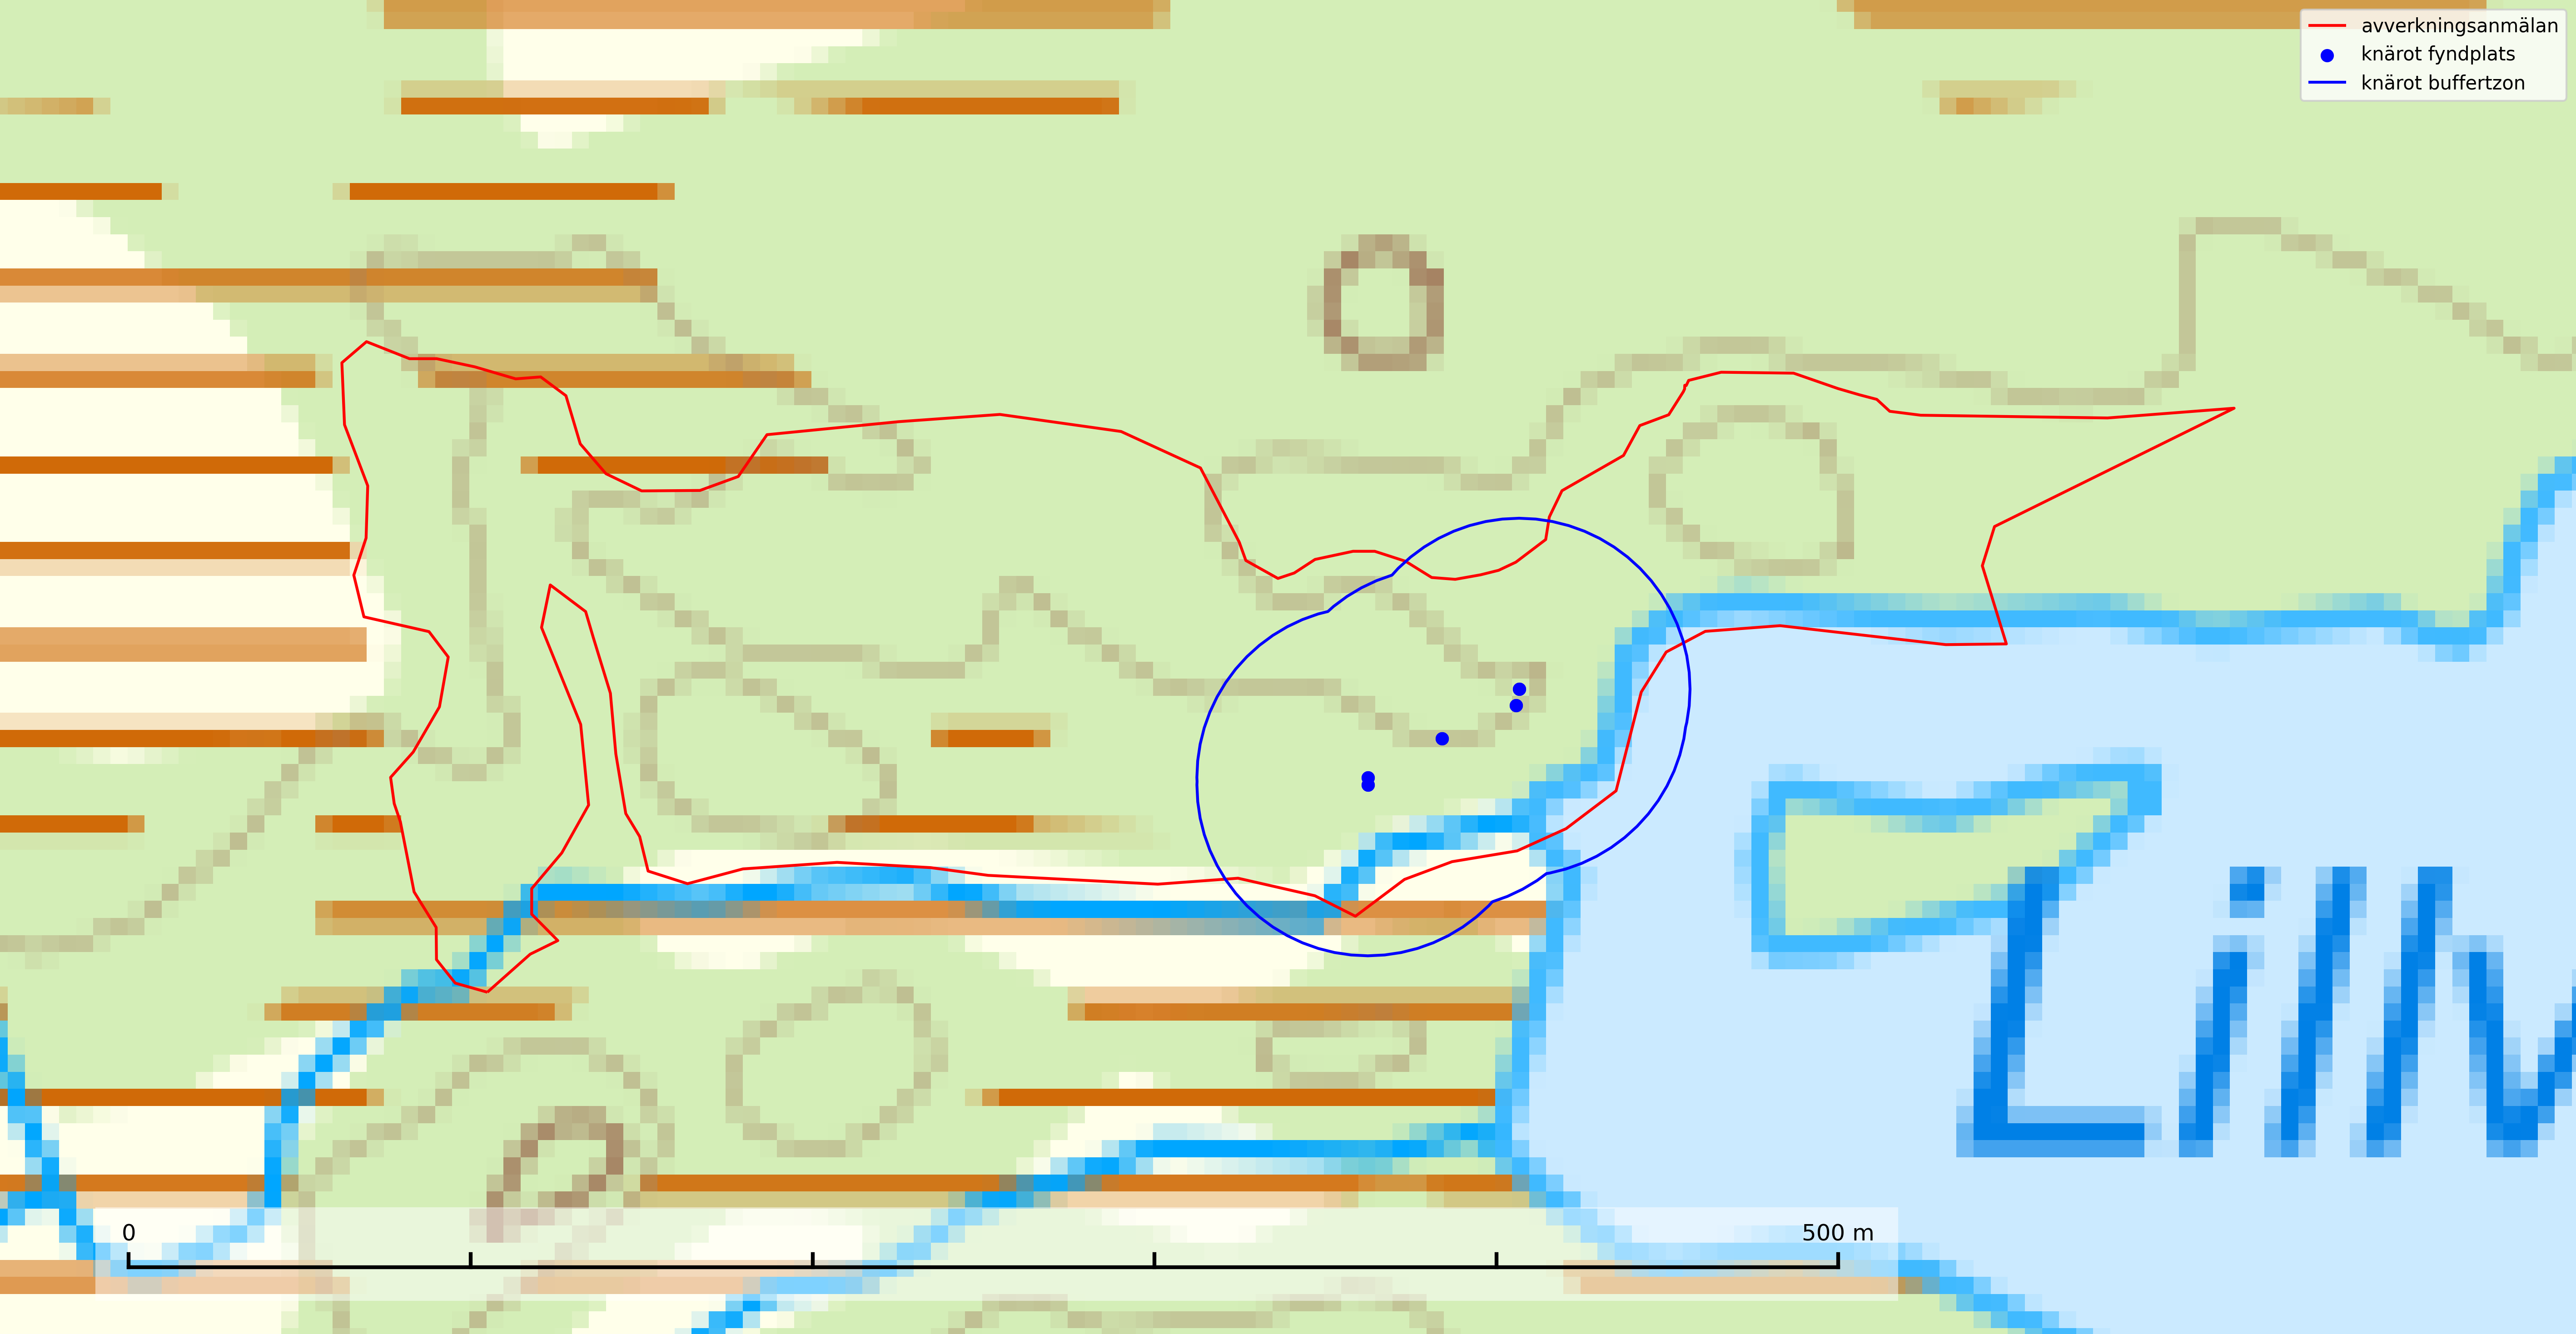 avverkningsanmälan
knärot fyndplats
knärot buffertzon
0
500 m